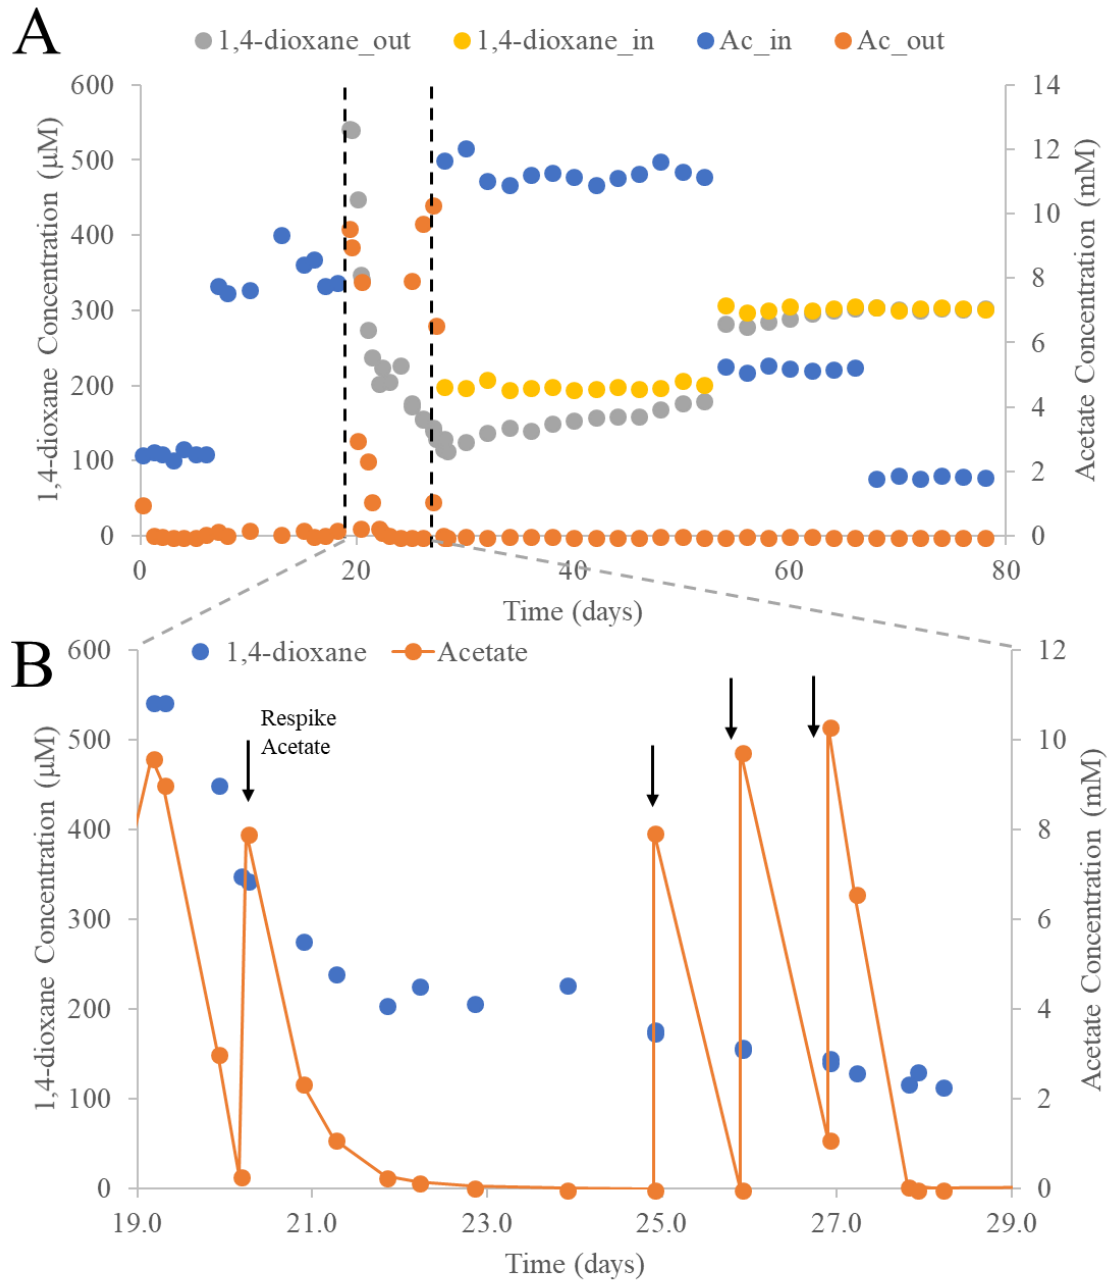 A
1,4-dioxane_out 1,4-dioxane_in Ac_in Ac_out
1,4-dioxane Concentration (µM)
600
500
400
300
200
100
0
14
12
10
8
6
4
2
0
Acetate Concentration (mM)
0 20 40 60 80
Time (days)
B
1,4-dioxane Acetate
Respike
Acetate
1,4-dioxane Concentration (µM)
600
500
400
300
200
100
0
12
10
8
6
4
2
0
Acetate Concentration (mM)
19.0 21.0 23.0 25.0 27.0 29.0
Time (days)